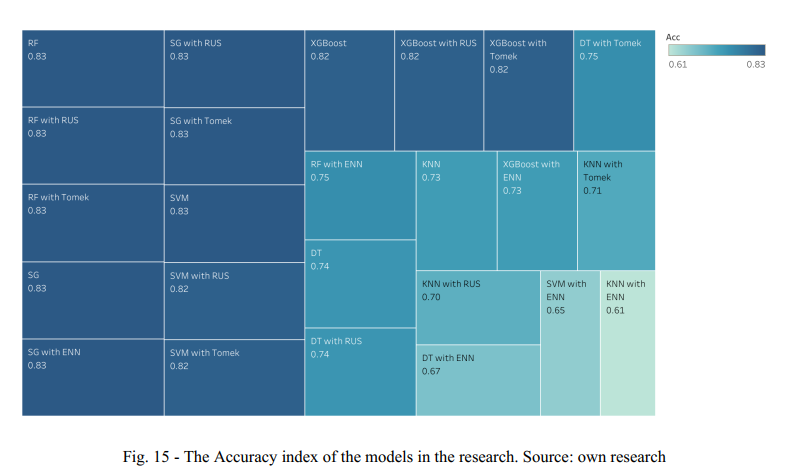 RF
0.83
RF with RUS
0.83
RF with Tomek
0.83
SG
0.83
SG with ENN
0.83
SG with RUS
0.83
SG with Tomek
0.83
SVM
0.83
SVM with RUS
0.82
SVM with Tomek
0.82
XGBoost
0.82
XGBoost with RUS
0.82
XGBoost with
Tomek
0.82
DT with Tomek
0.75
RF with ENN
0.75
DT
0.74
DT with RUS
0.74
KNN
0.73
XGBoost with
ENN
0.73
KNN with
Tomek
0.71
KNN with RUS
0.70
DT with ENN
0.67
SVM with
ENN
0.65
KNN with
ENN
0.61
Acc
0.61 0.83
Fig. 15 - The Accuracy index of the models in the research. Source: own research